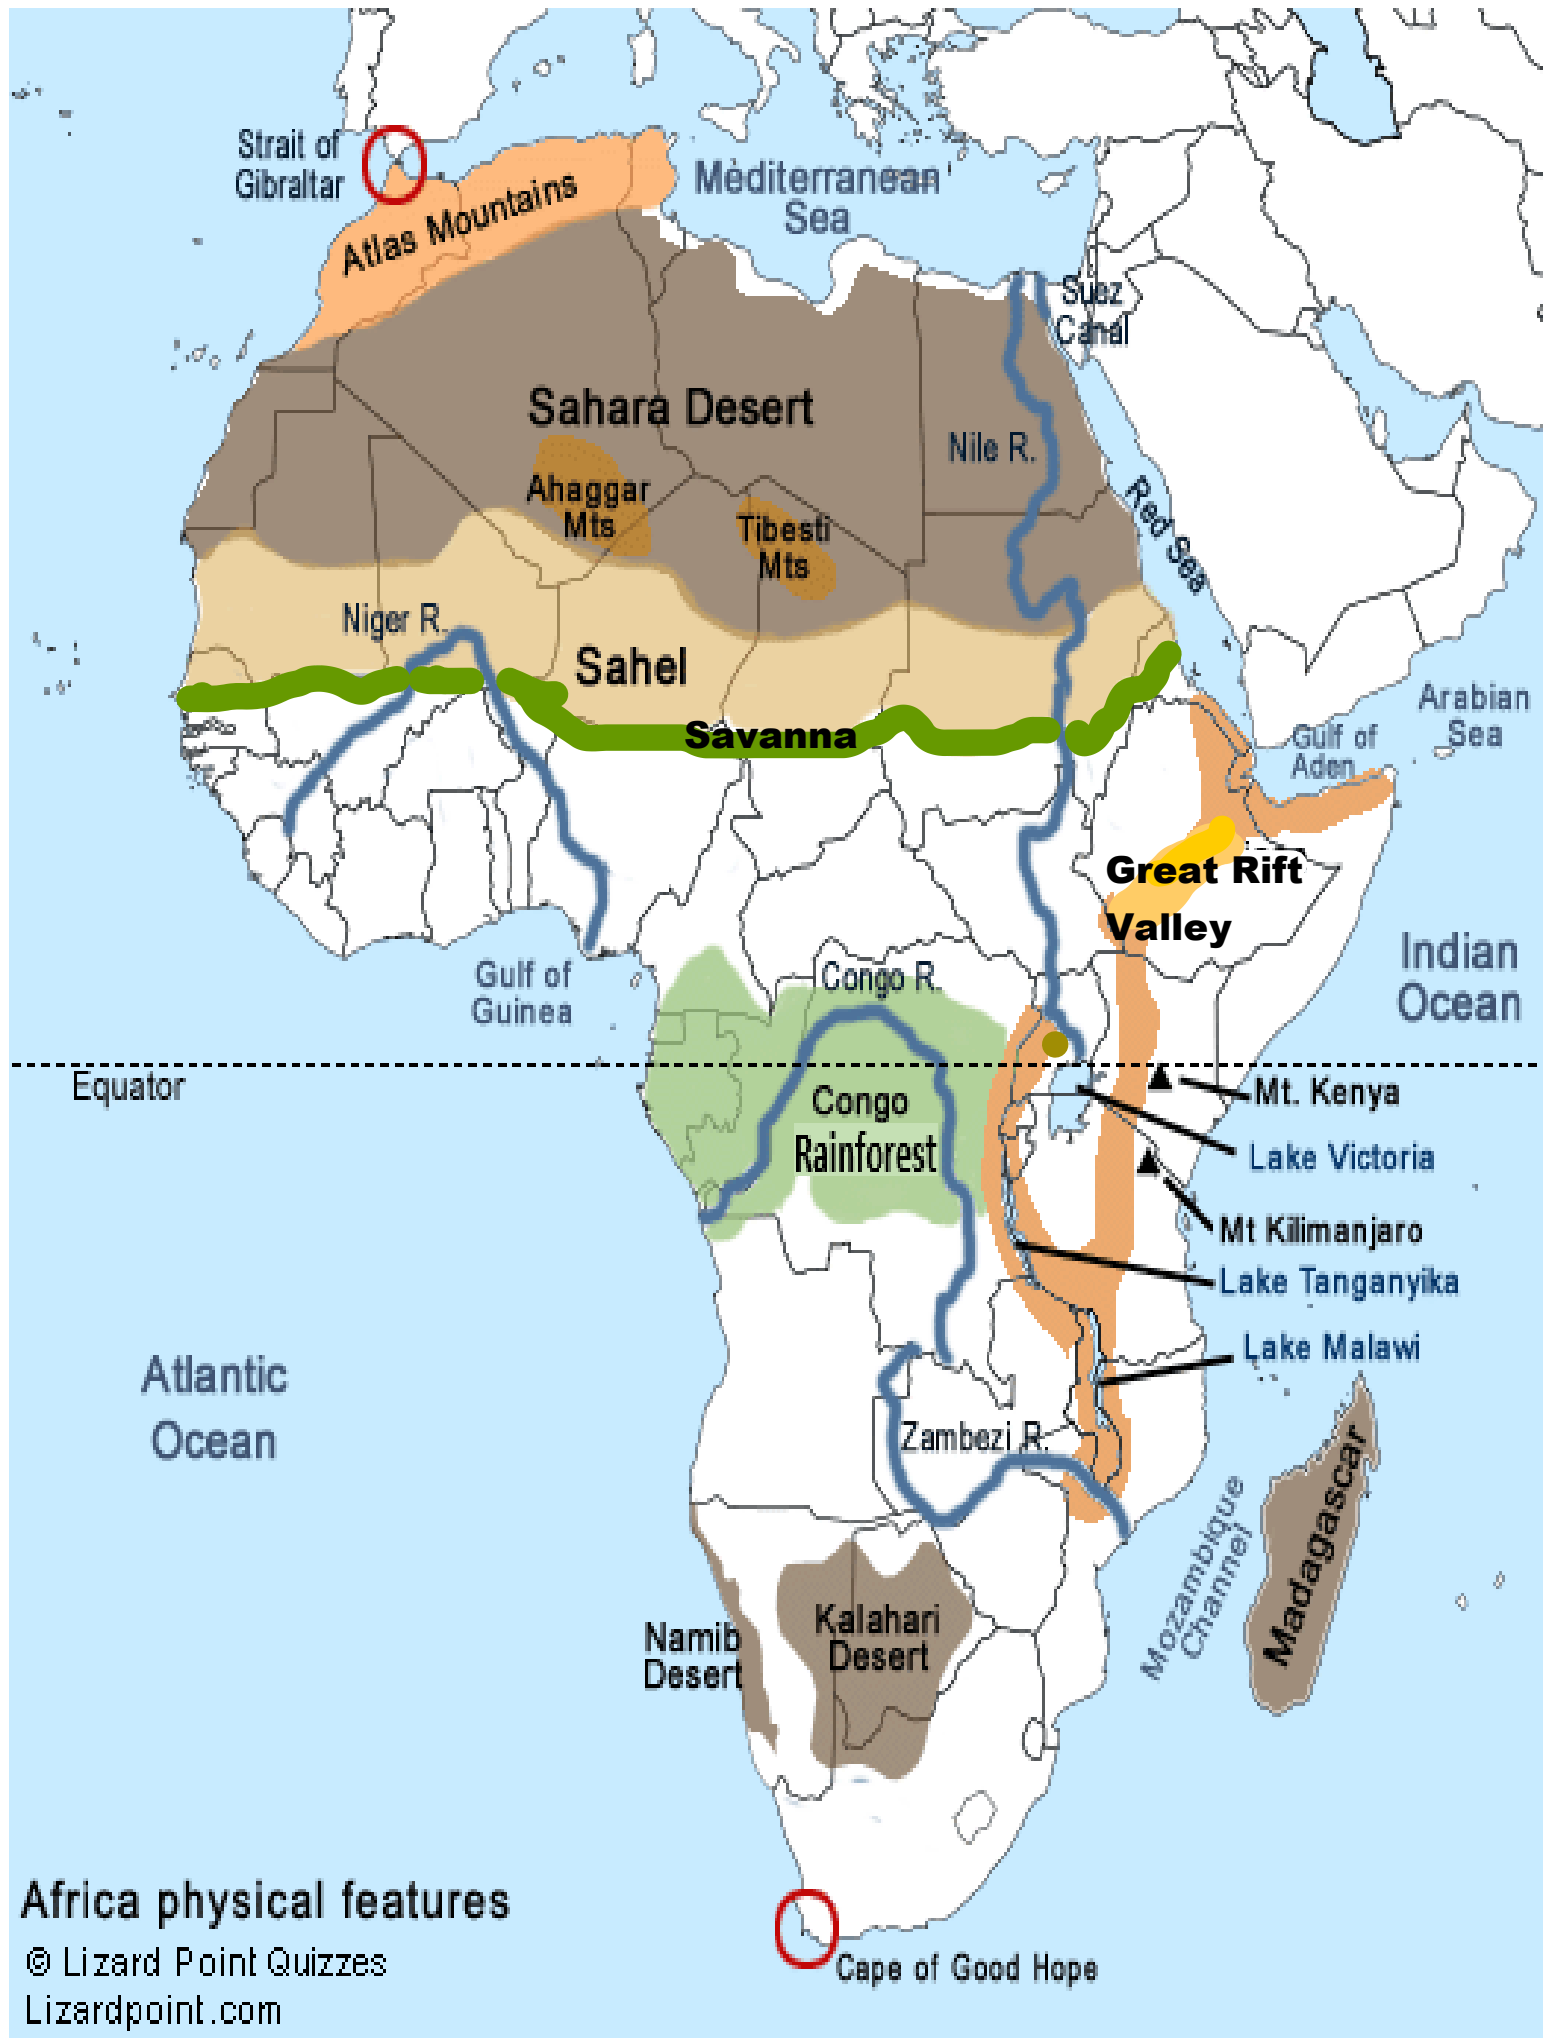 Strait of
Gibraltar
Atlas Mountains
Mèditerranean
Sea
Suez
Canal
Sahara Desert
Nile R.
Ahaggar
Mts
Tibesti
Mts
Red Sea
Niger R.
Sahel
Savanna
Arabian
Sea
Gulf of
Aden
Great Rift
Valley
Indian
Ocean
Gulf of
Guinea
Congo R.
Equator
Congo
Rainforest
Mt. Kenya
Lake Victoria
Mt Kilimanjaro
Lake Tanganyika
Lake Malawi
Atlantic
Ocean
Zambezi R.
Mozambique
Channel
Madagascar
Namib
Desert
Kalahari
Desert
Africa physical features
© Lizard Point Quizzes
Lizardpoint.com
Cape of Good Hope